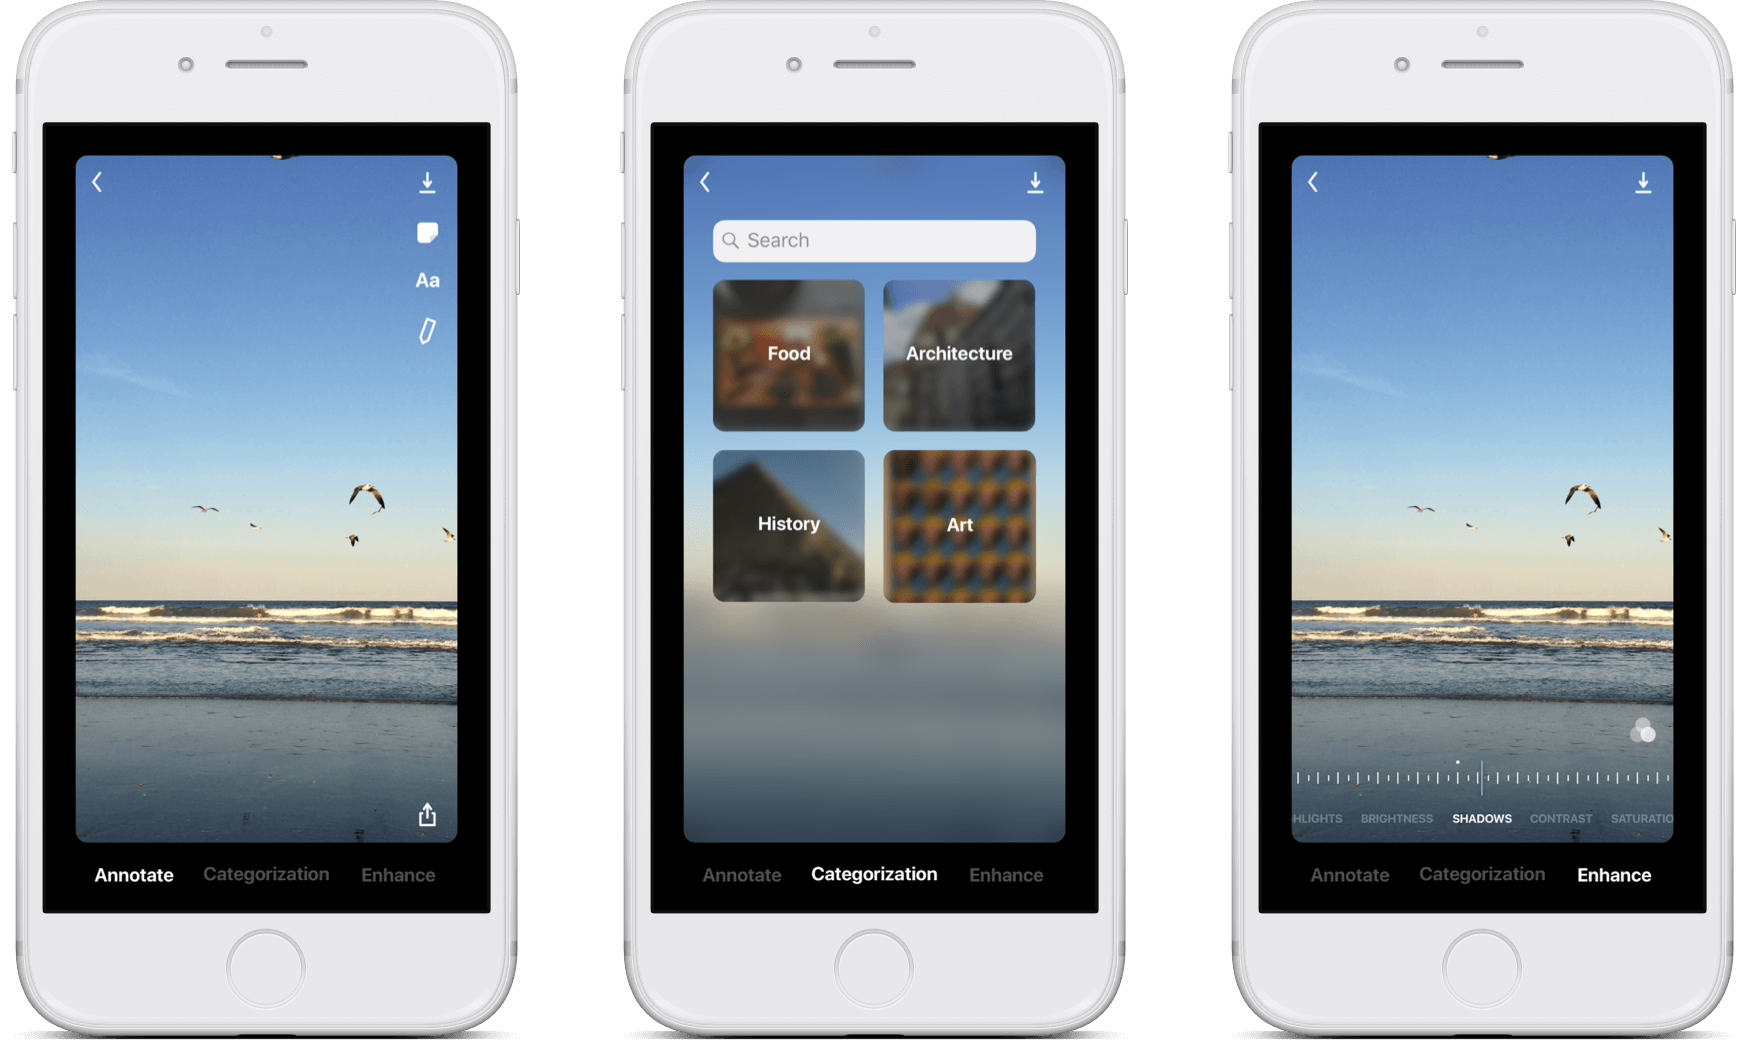 Aa
Annotate Categorization Enhance
Search
Food Architecture
History Art
Annotate Categorization Enhance
HLIGHTS BRIGHTNESS SHADOWS CONTRAST SATURATIO
Annotate Categorization Enhance